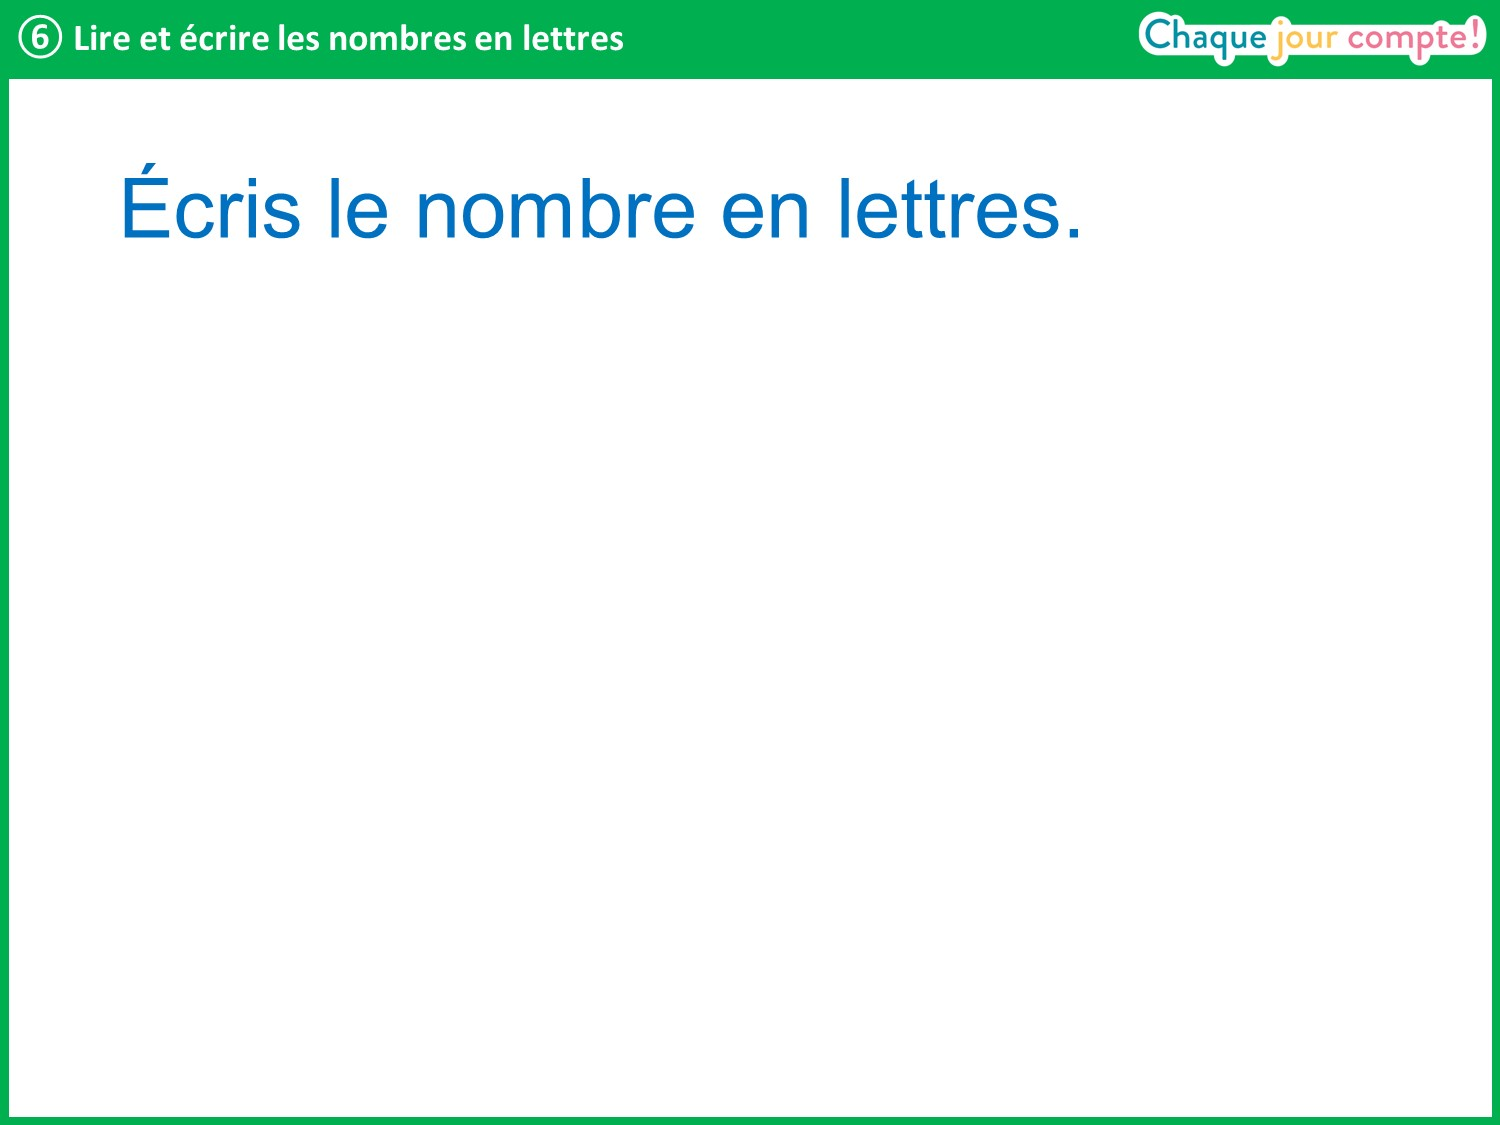 ⑥ Lire et écrire les nombres en lettres
Chaque jour compte!
Écris le nombre en lettres.